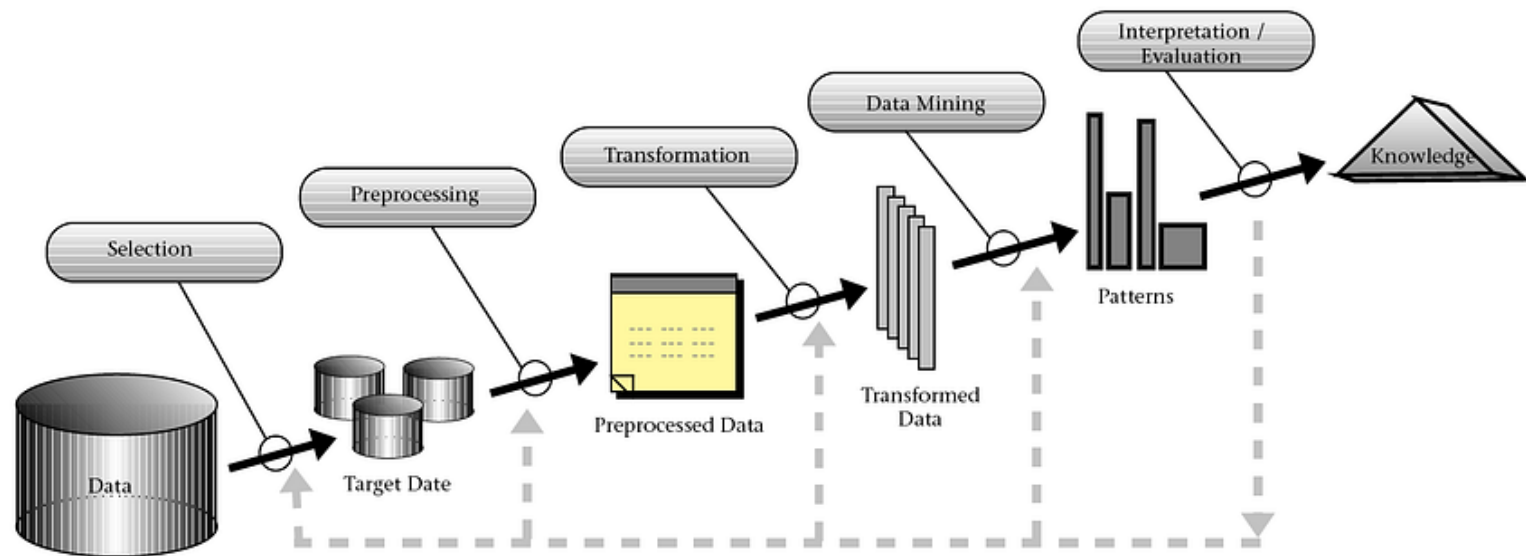 Interpretation /
Evaluation
Data Mining
Knowledge
Transformation
Preprocessing
Selection
Patterns
Transformed
Data
Preprocessed Data
Target Date
Data